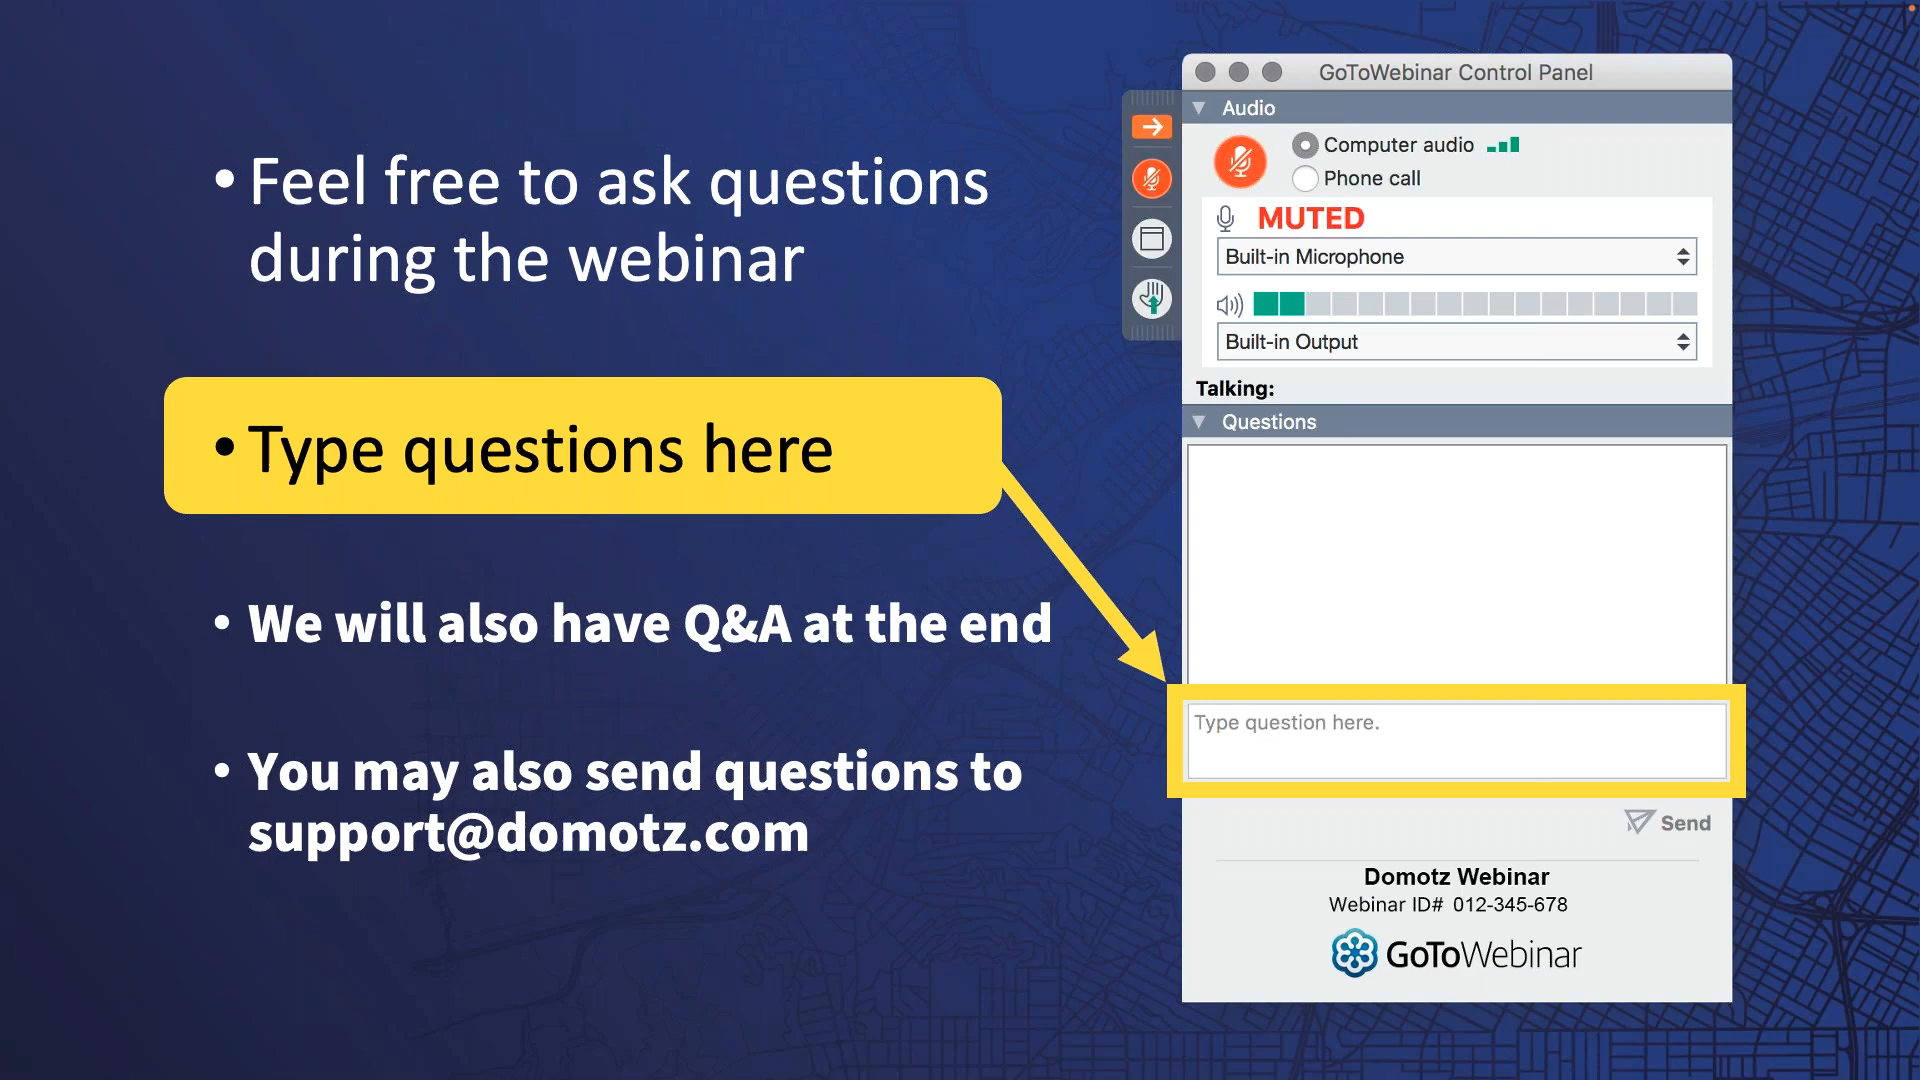 • Feel free to ask questions
during the webinar
• Type questions here
• We will also have Q&A at the end
• You may also send questions to
support@domotz.com
GoToWebinar Control Panel
Audio
Computer audio
Phone call
MUTED
Built-in Microphone
Built-in Output
Talking:
Questions
Type question here.
Send
Domotz Webinar
Webinar ID# 012-345-678
GoToWebinar